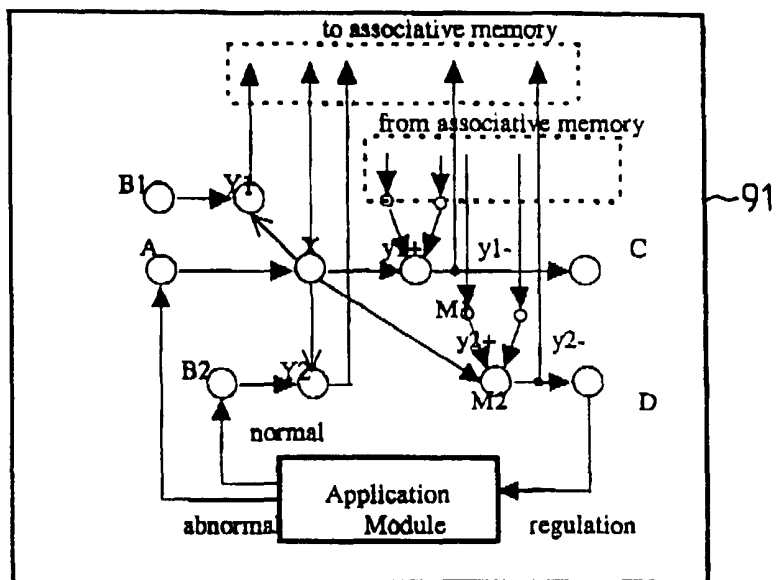 to associative memory
from associative memory
B1
Y1
91
A
X
y1+
y1-
C
M1
y2+
y2-
B2
Y2
M2
D
normal
Application
Module
abnormal
regulation